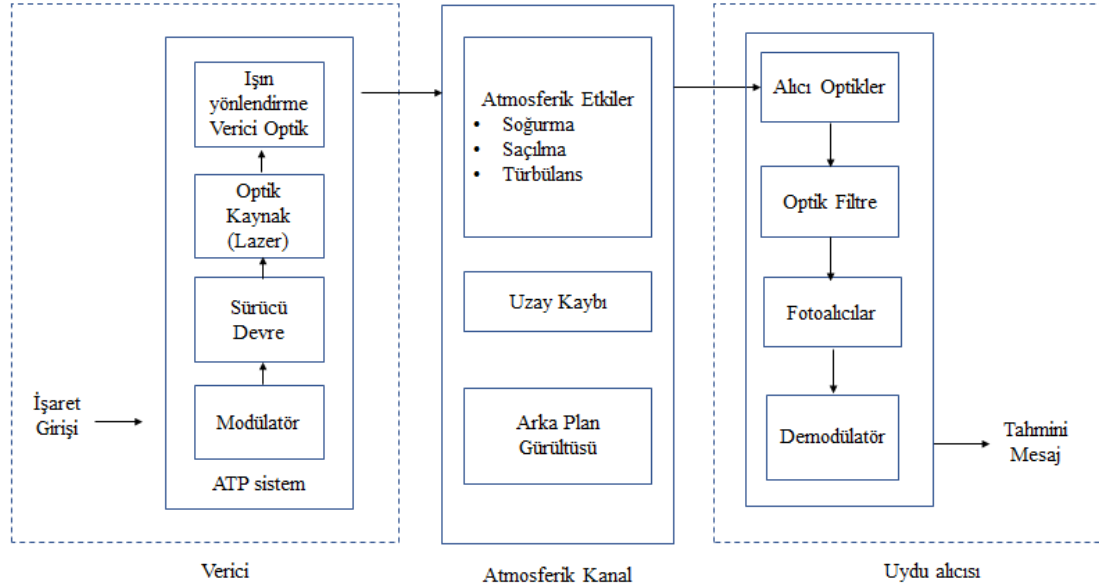 Işın
yönlendirme
Verici Optik
Optik
Kaynak
(Lazer)
Sürücü
Devre
İşaret
Girişi
Modülatör
ATP sistem
Verici
Atmosferik Etkiler
• Soğurma
• Saçılma
• Türbülans
Uzay Kaybı
Arka Plan
Gürültüsü
Atmosferik Kanal
Alıcı Optikler
Optik Filtre
Fotoalıcılar
Demodülatör
Tahmini
Mesaj
Uydu alıcısı